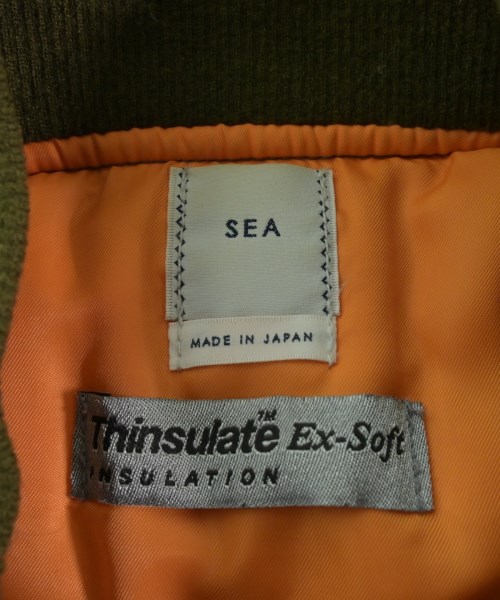 SEA
MADE IN JAPAN
Thinsulate™ Ex-Soft
INSULATION